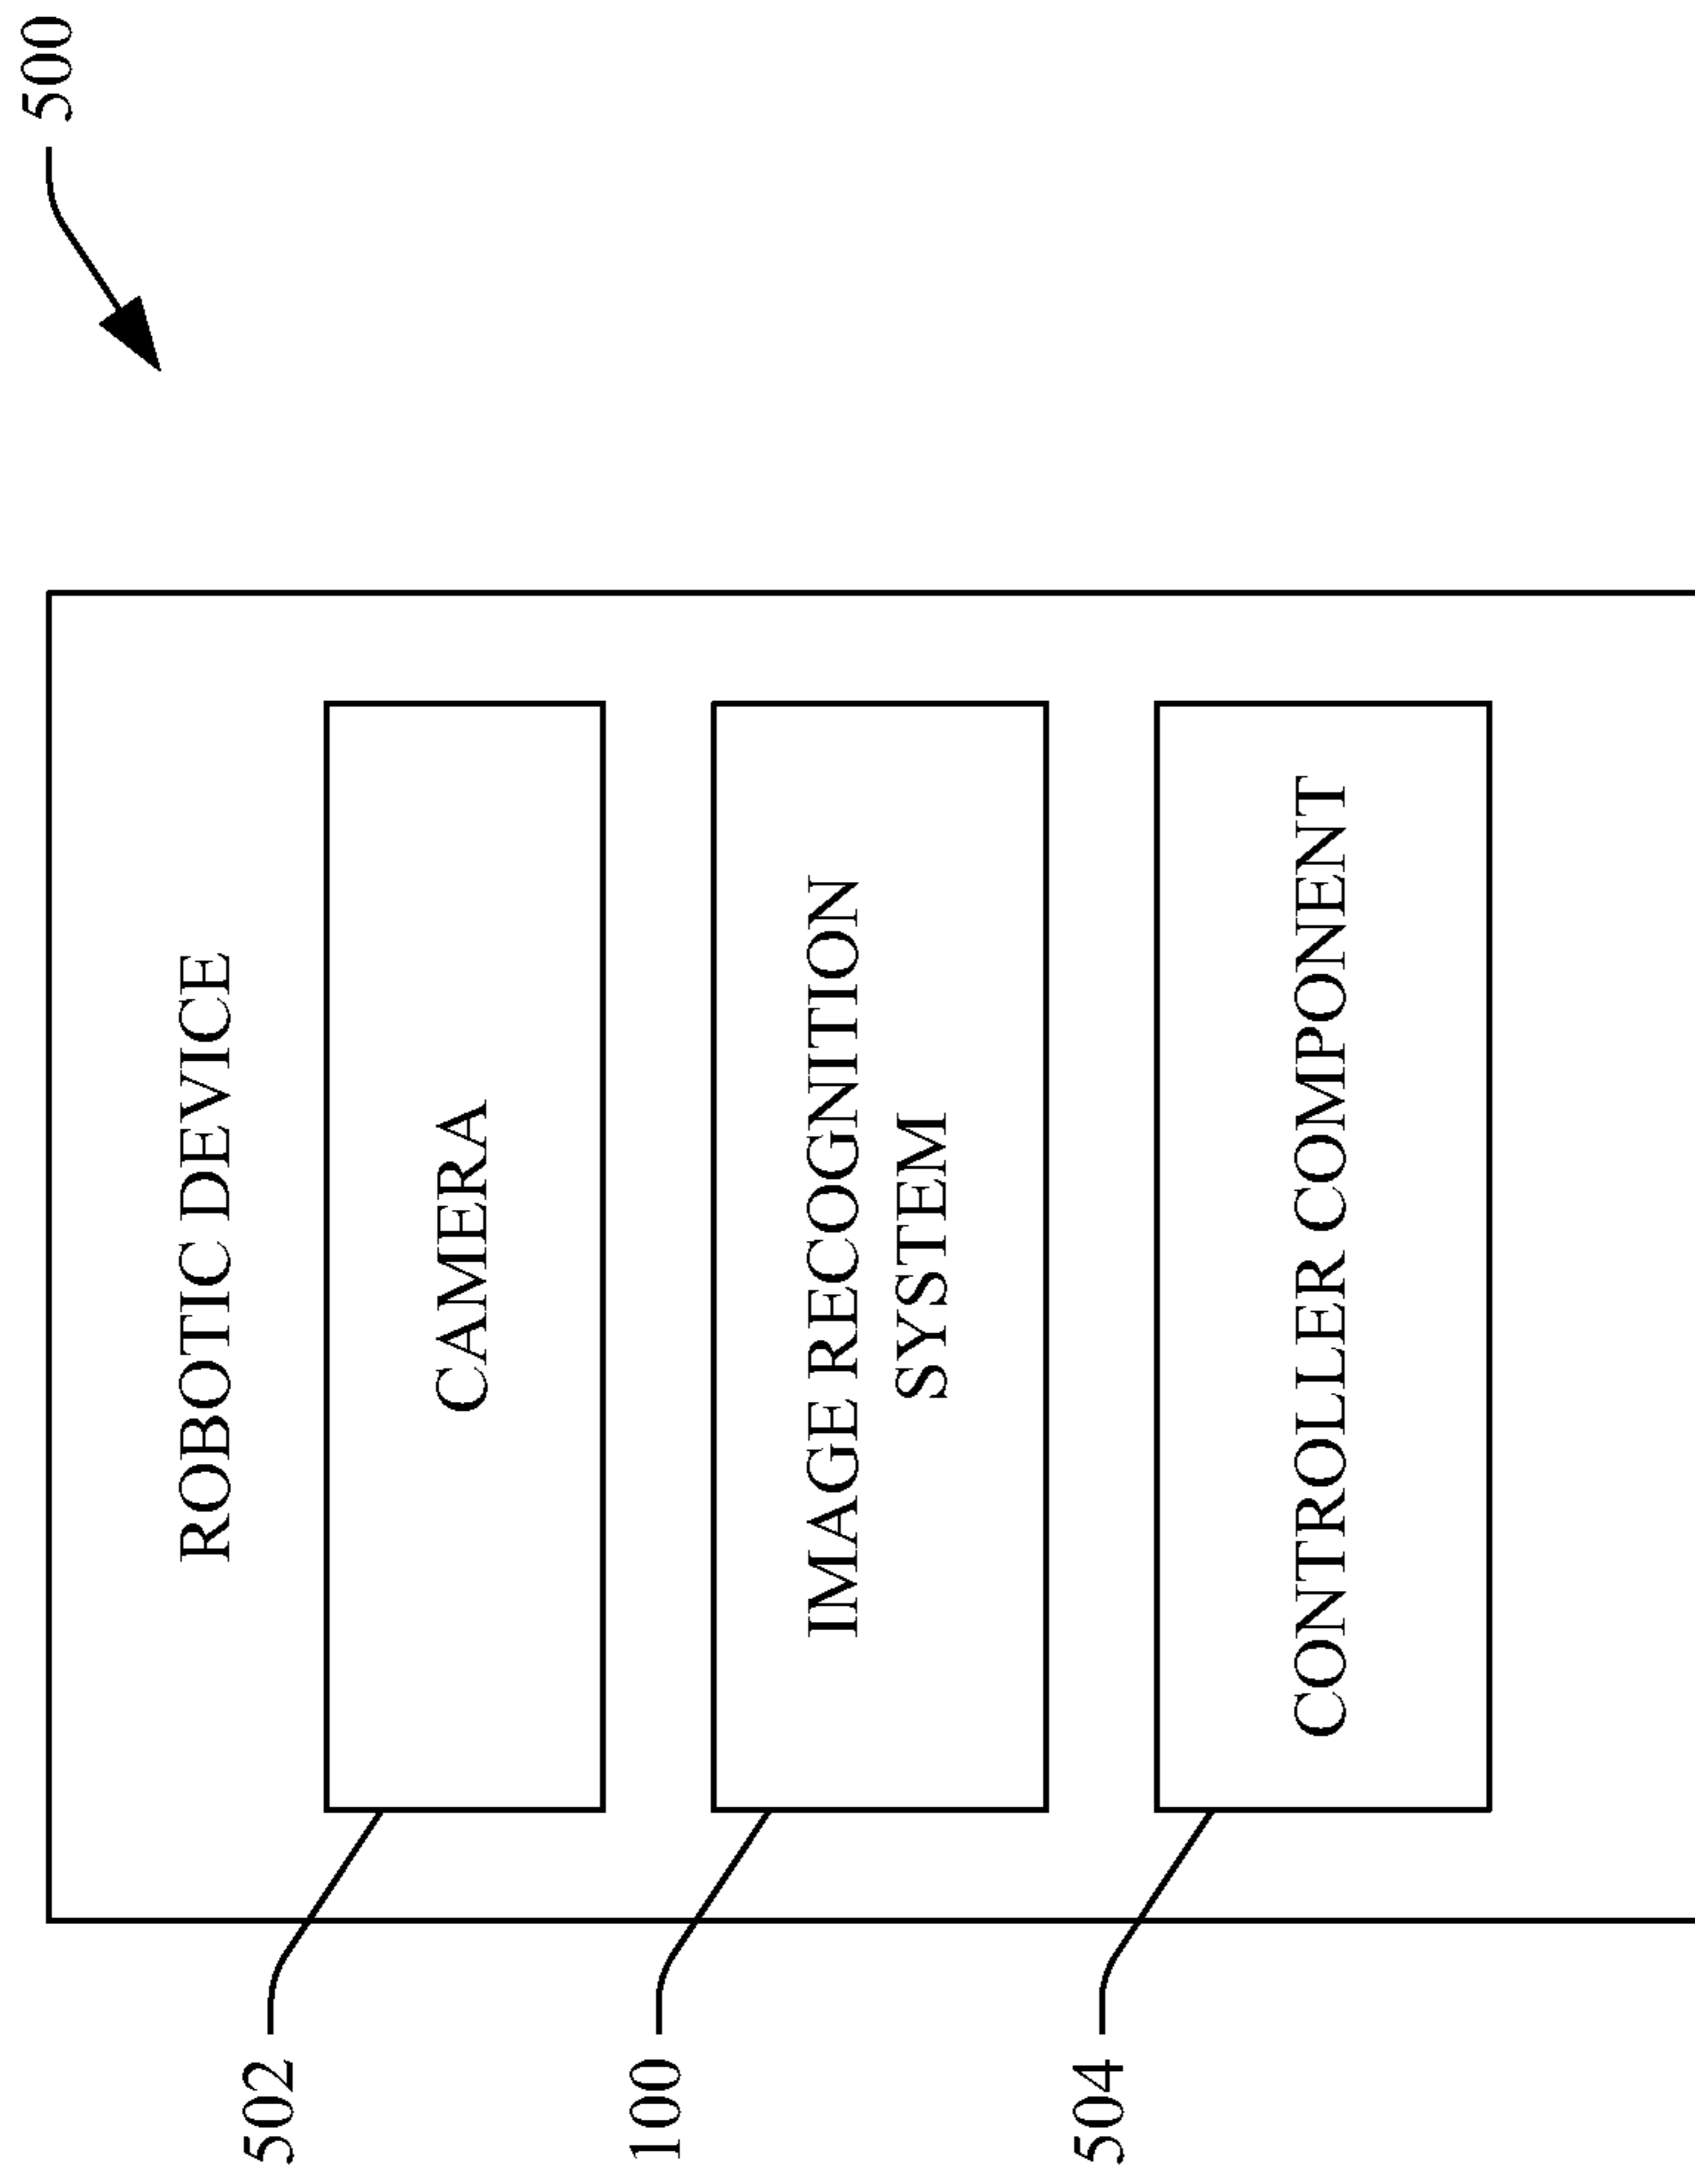 500
ROBOTIC DEVICE
502
CAMERA
100
IMAGE RECOGNITION
SYSTEM
504
CONTROLLER COMPONENT